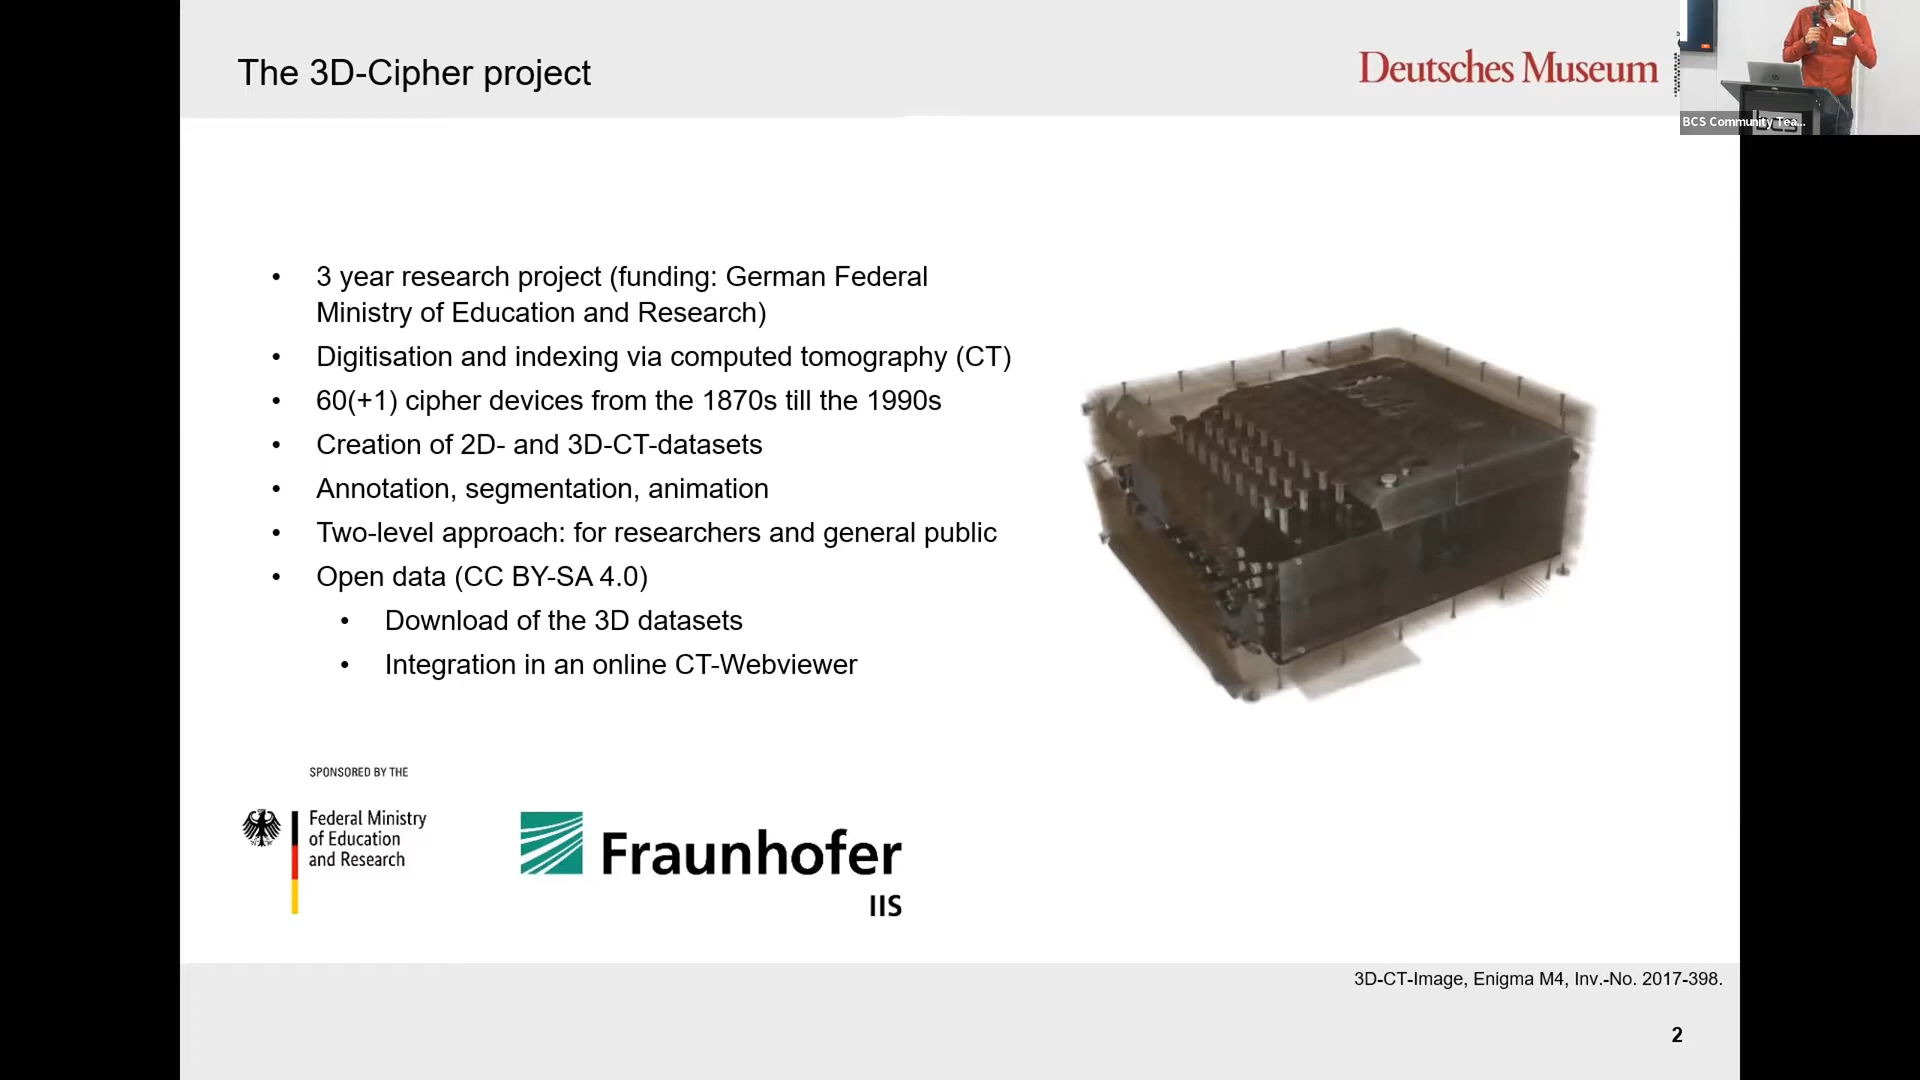 The 3D-Cipher project
Deutsches Museum
BCS Community Tea...
3 year research project (funding: German Federal
Ministry of Education and Research)
Digitisation and indexing via computed tomography (CT)
60(+1) cipher devices from the 1870s till the 1990s
Creation of 2D- and 3D-CT-datasets
Annotation, segmentation, animation
Two-level approach: for researchers and general public
Open data (CC BY-SA 4.0)
Download of the 3D datasets
Integration in an online CT-Webviewer
SPONSORED BY THE
Federal Ministry
of Education
and Research
Fraunhofer
IIS
3D-CT-Image, Enigma M4, Inv.-No. 2017-398.
2